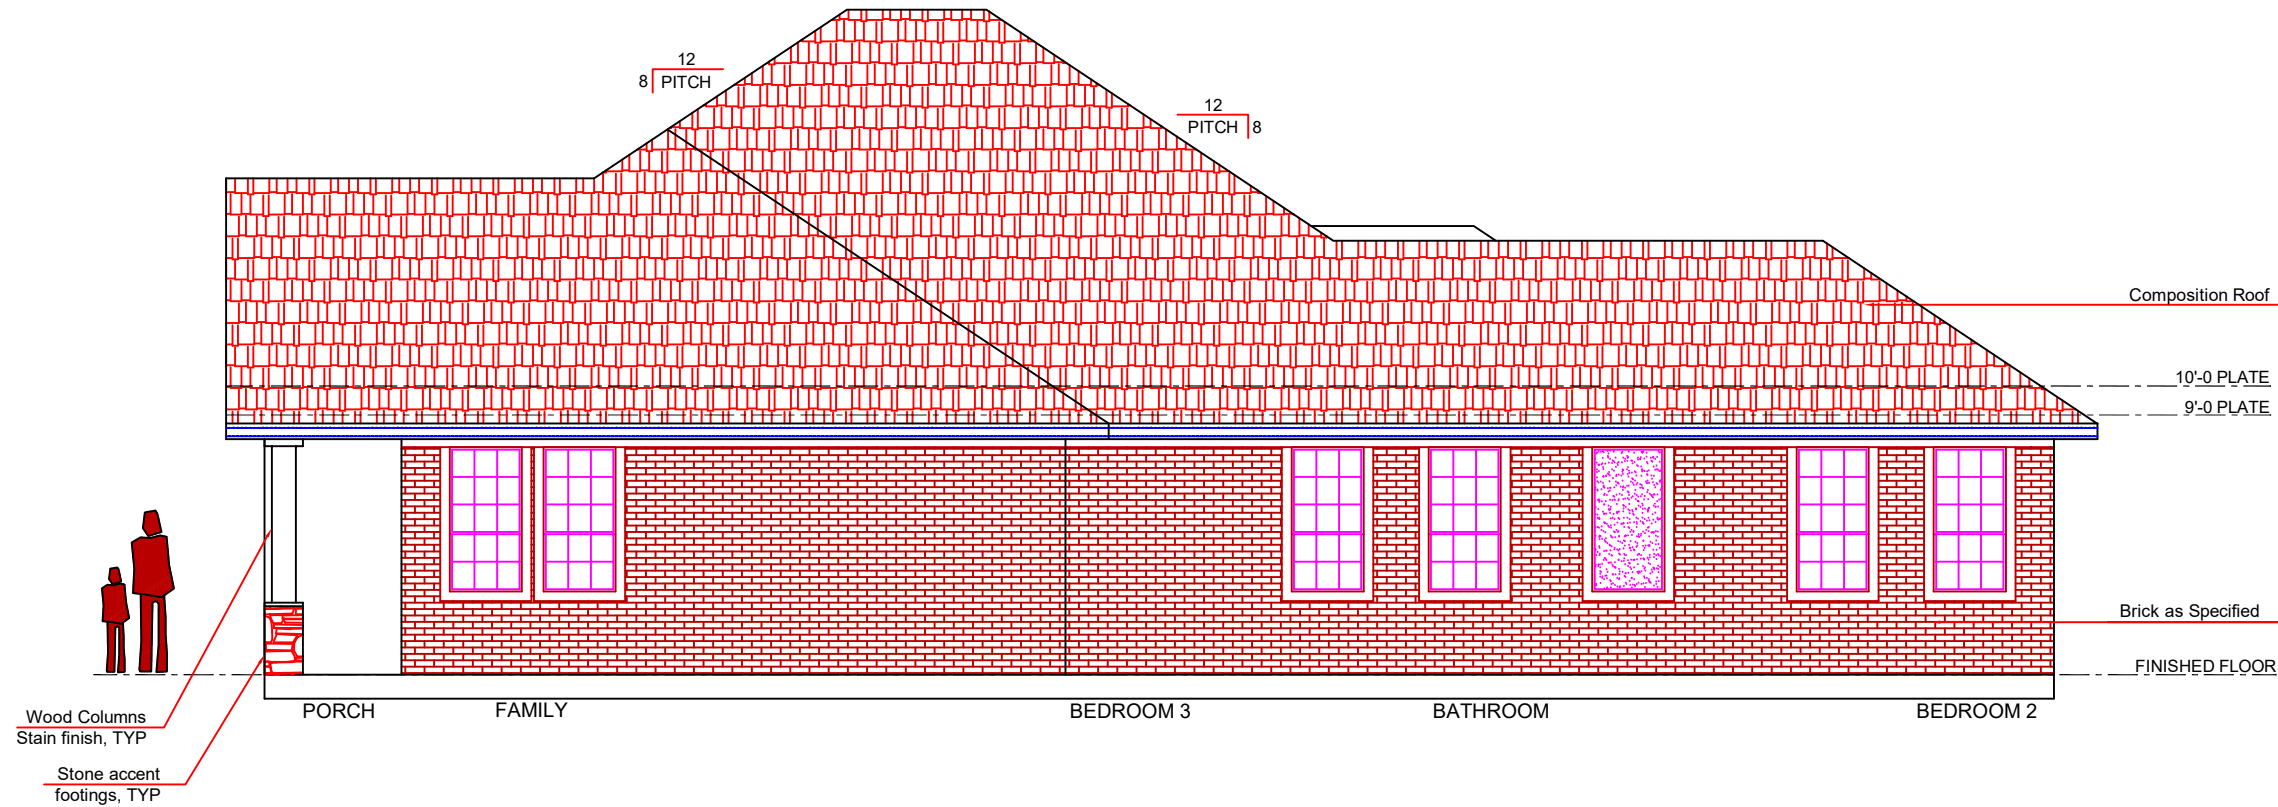 12
8 PITCH
12
PITCH 8
Composition Roof
10'-0 PLATE
9'-0 PLATE
Brick as Specified
FINISHED FLOOR
PORCH
FAMILY
BEDROOM 3
BATHROOM
BEDROOM 2
Wood Columns
Stain finish, TYP
Stone accent
footings, TYP